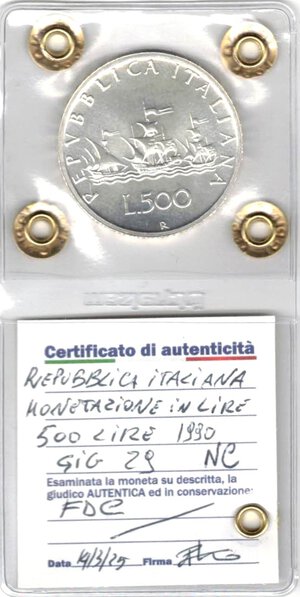 REPVBBLICA ITALIANA
L.500
R
Certificato di autenticità
REPUBBLICA ITALIANA
MONETAZIONE IN LIRE
500 LIRE 1990
GIG 29 NC
Esaminata la moneta su descritta, la
giudico AUTENTICA ed in conservazione:
FDC
Data 19/3/25 Firma